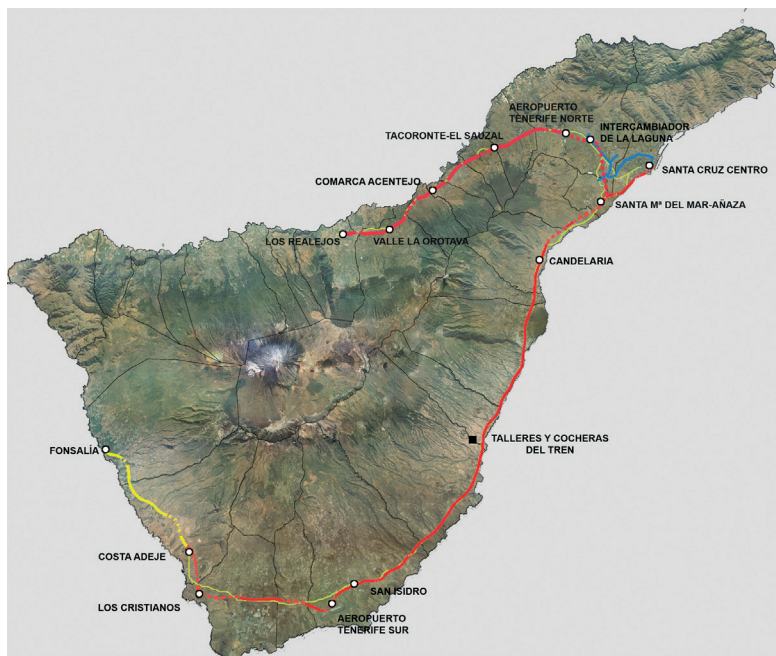 AEROPUERTO
TENERIFE NORTE
INTERCAMBIADOR
DE LA LAGUNA
TACORONTE-EL SAUZAL
SANTA CRUZ CENTRO
COMARCA ACENTEJO
SANTA Mª DEL MAR-AÑAZA
LOS REALEJOS
VALLE LA OROTAVA
CANDELARIA
TALLERES Y COCHERAS
DEL TREN
FONSALÍA
COSTA ADEJE
SAN ISIDRO
LOS CRISTIANOS
AEROPUERTO
TENERIFE SUR